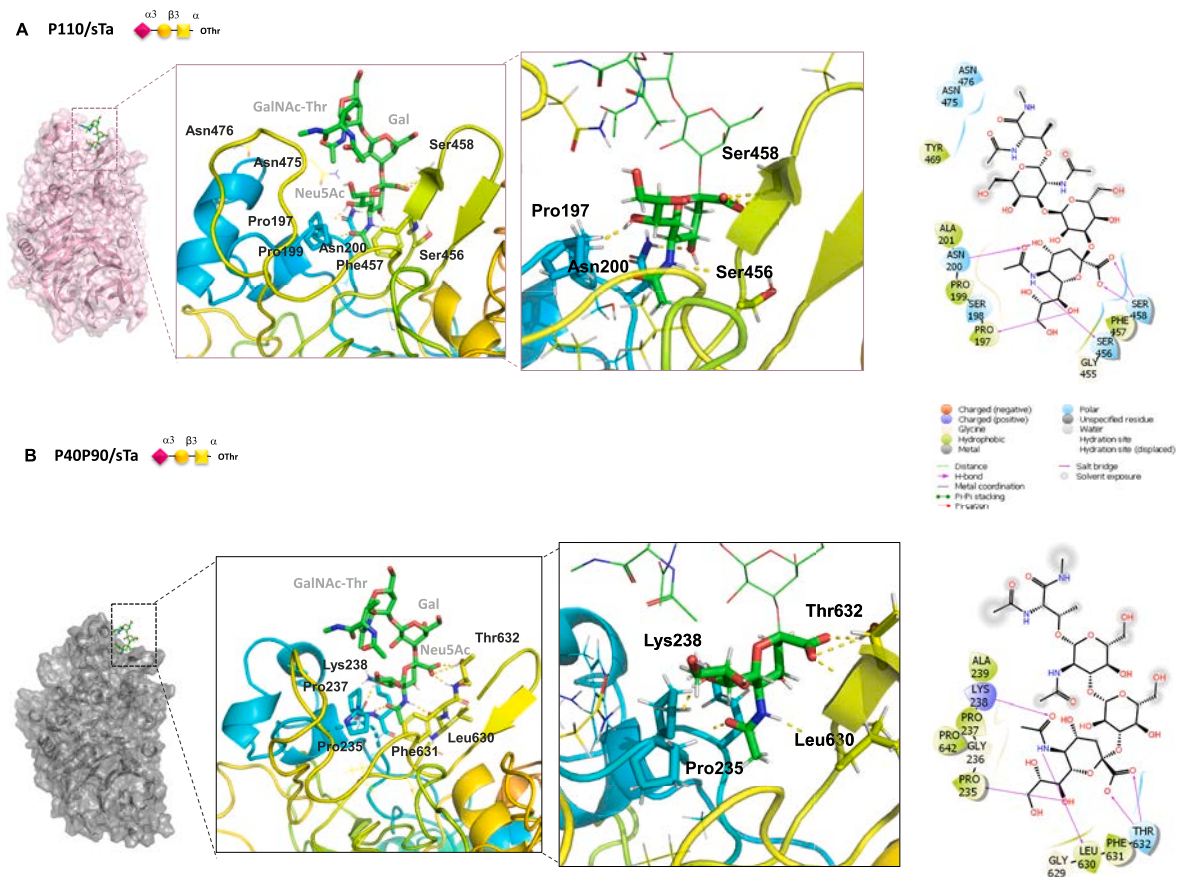 α3 β3 α
A P110/sTa OThr
GalNAc-Thr
Gal
Asn476
Ser458
Asn475
Neu5Ac
Pro197
Pro199
Asn200
Phe457
Ser456
Ser458
Pro197
Asn200
Ser456
ASN
476
ASN
475
TYR
469
ALA
201
ASN
200
PRO
199
SER
198
PRO
197
SER
458
PHE
457
SER
456
GLY
455
Charged (negative)
Charged (positive)
Glycine
Hydrophobic
Metal
Polar
Unspecified residue
Water
Hydration site
Hydration site (displaced)
Distance
H-bond
Metal coordination
Pi-Pi stacking
Pi-cation
Salt bridge
Solvent exposure
α3 β3 α
B P40P90/sTa OThr
GalNAc-Thr
Gal
Neu5Ac
Thr632
Lys238
Pro237
Pro235
Phe631
Leu630
Thr632
Lys238
Leu630
Pro235
ALA
239
LYS
238
PRO
237
PRO
642
GLY
236
PRO
235
THR
632
PHE
631
LEU
630
GLY
629